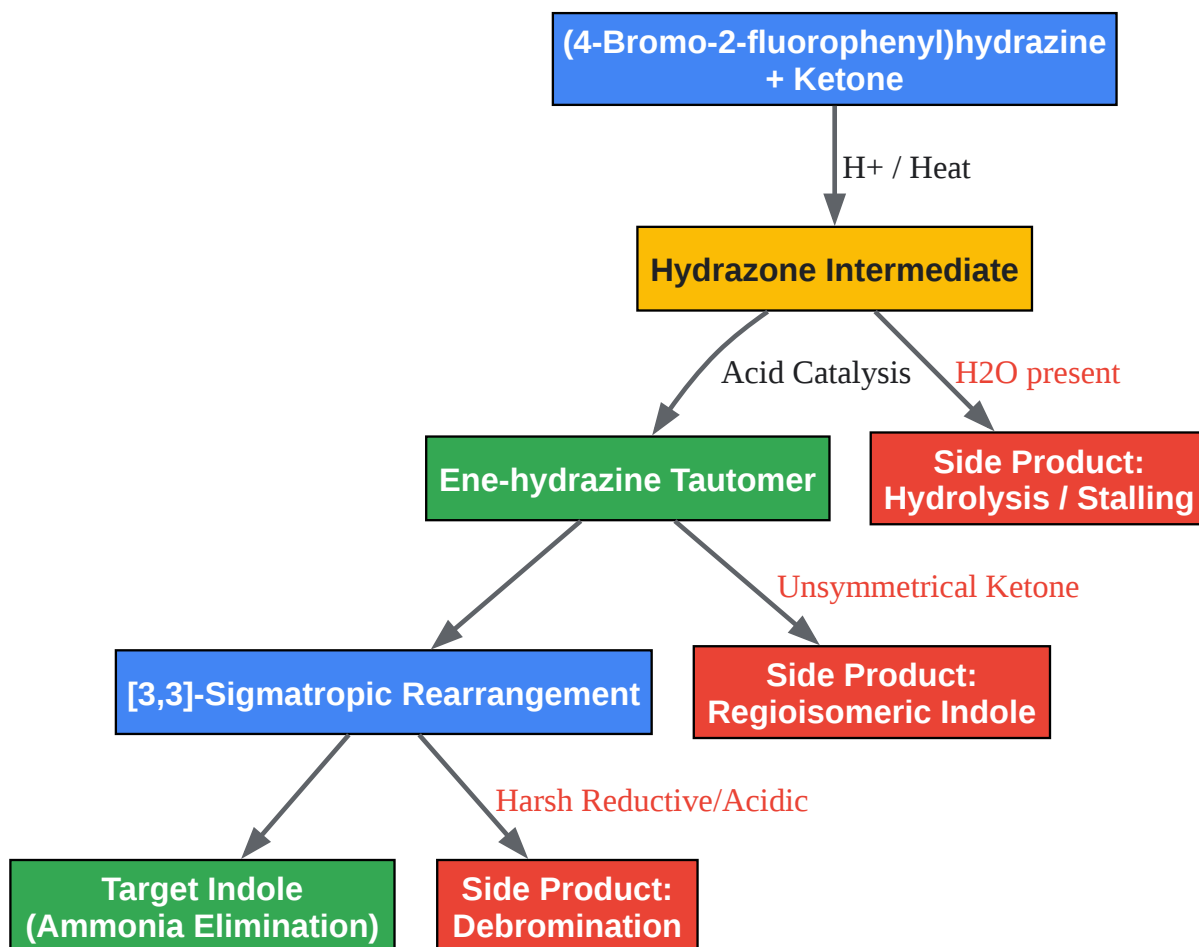 (4-Bromo-2-fluorophenyl)hydrazine
+ Ketone
H+ / Heat
Hydrazone Intermediate
Acid Catalysis
H2O present
Ene-hydrazine Tautomer
Side Product:
Hydrolysis / Stalling
Unsymmetrical Ketone
[3,3]-Sigmatropic Rearrangement
Side Product:
Regioisomeric Indole
Harsh Reductive/Acidic
Target Indole
(Ammonia Elimination)
Side Product:
Debromination